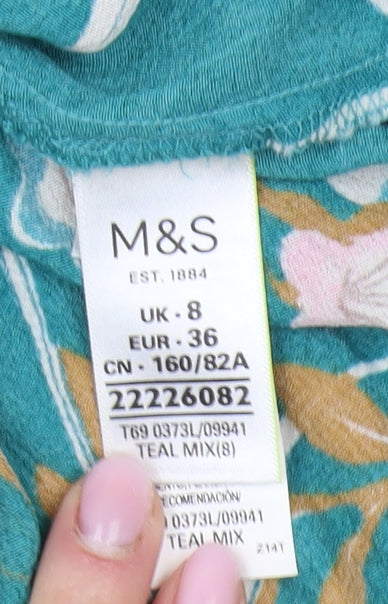 M&S
EST. 1884
UK - 8
EUR - 36
CN - 160/82A
22226082
T69 0373L/09941
TEAL MIX(8)
RECOMENDACIÓN/
0373L/09941
TEAL MIX
Z14T